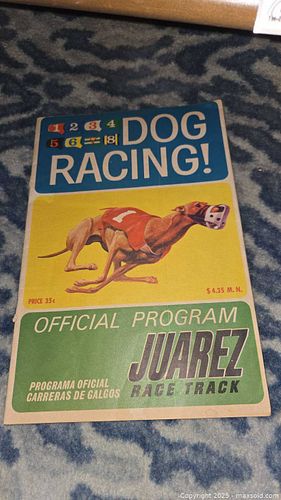 1 2 3 4
5 6 7 8
DOG
RACING!
1
PRICE 35¢
$4.35 M. N.
OFFICIAL PROGRAM
PROGRAMA OFICIAL
CARRERAS DE GALGOS
JUAREZ
RACE TRACK
Copyright 2025 - maxsold.com